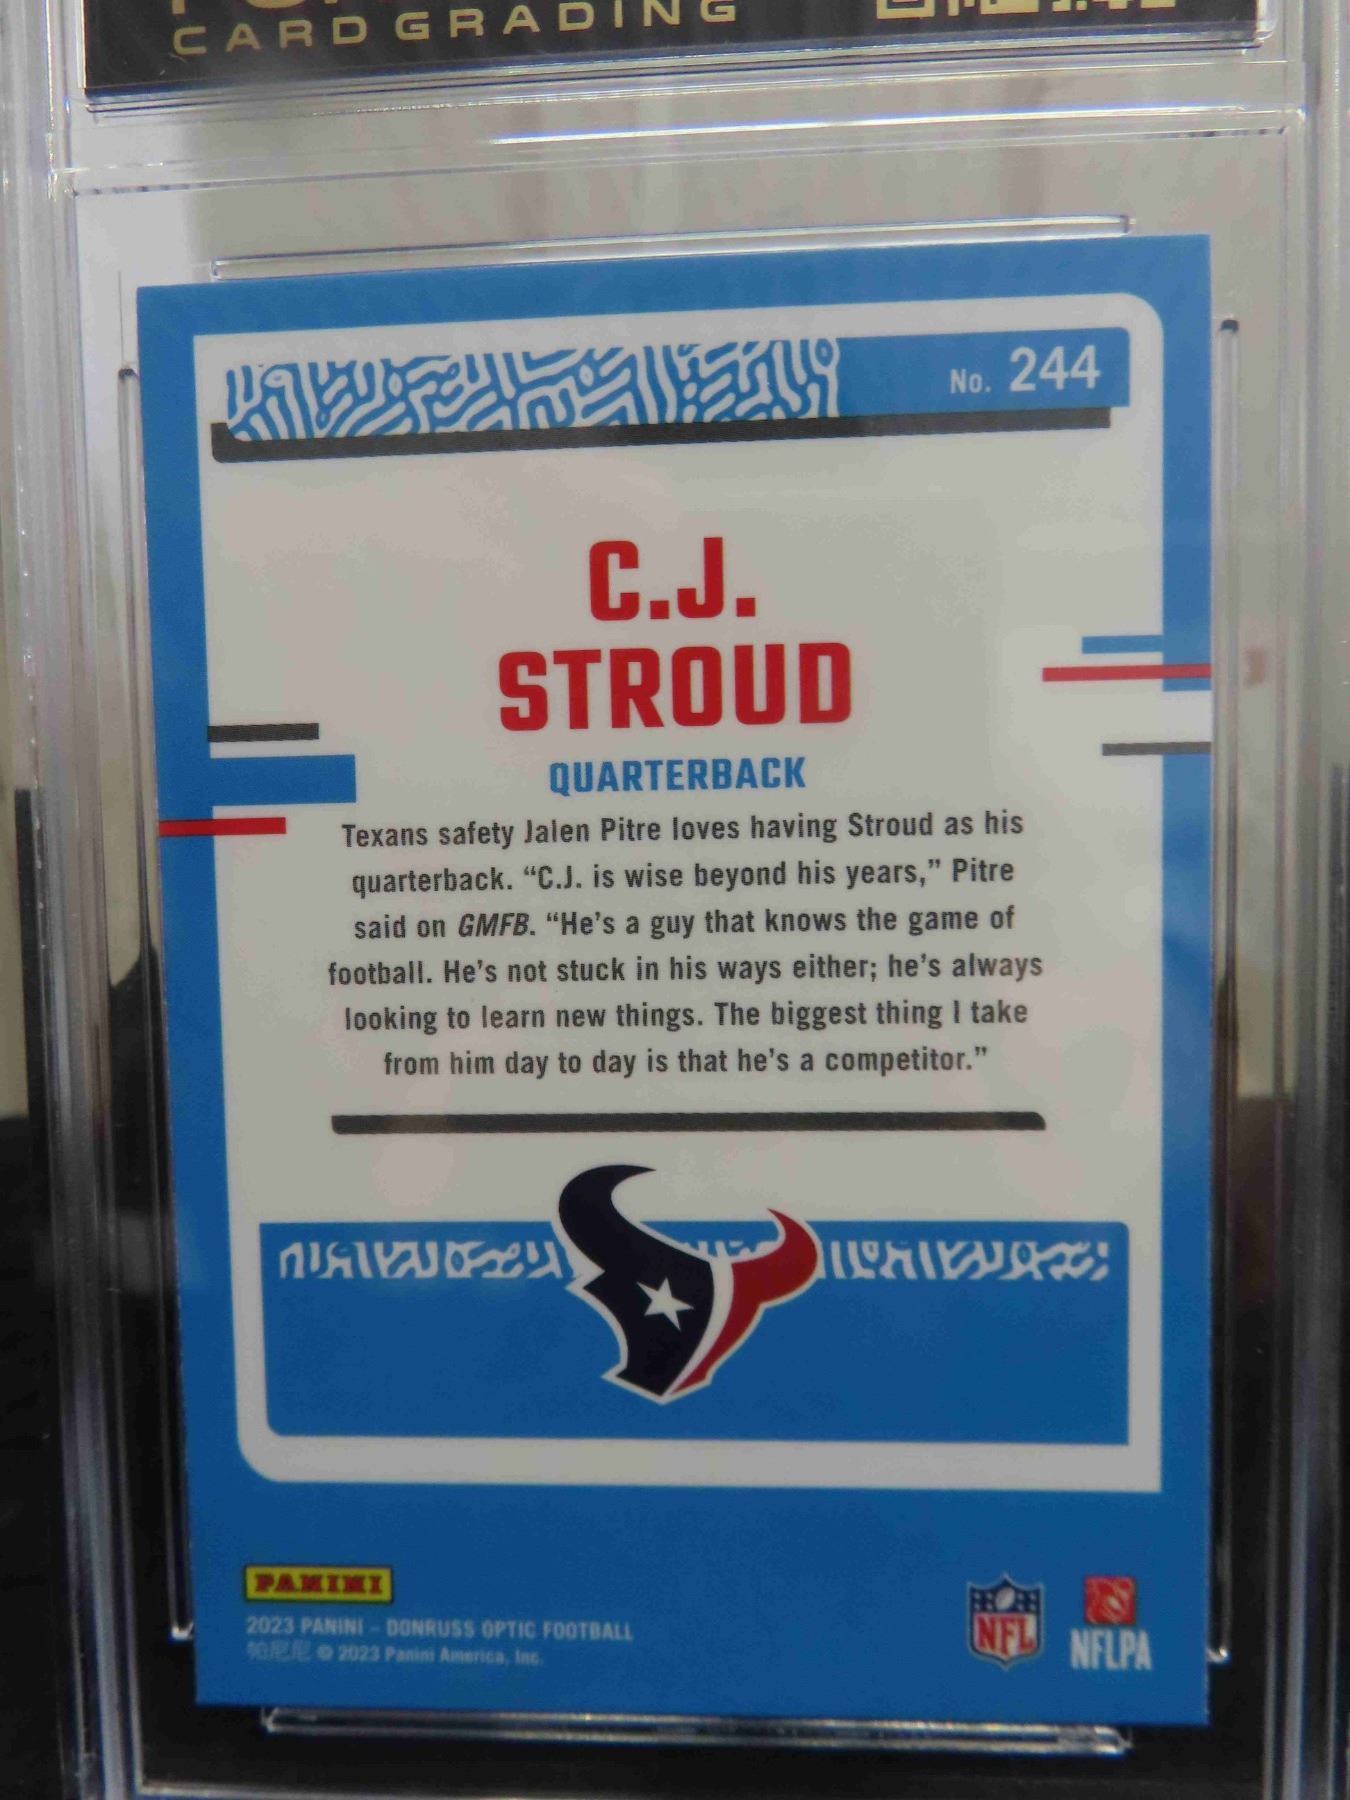 CARD GRADING
No. 244
C.J.
STROUD
QUARTERBACK
Texans safety Jalen Pitre loves having Stroud as his
quarterback. “C.J. is wise beyond his years,” Pitre
said on GMFB. “He’s a guy that knows the game of
football. He’s not stuck in his ways either; he’s always
looking to learn new things. The biggest thing I take
from him day to day is that he’s a competitor.”
PANINI
2023 PANINI – DONRUSS OPTIC FOOTBALL
帕尼尼 © 2023 Panini America, Inc.
NFL
NFLPA